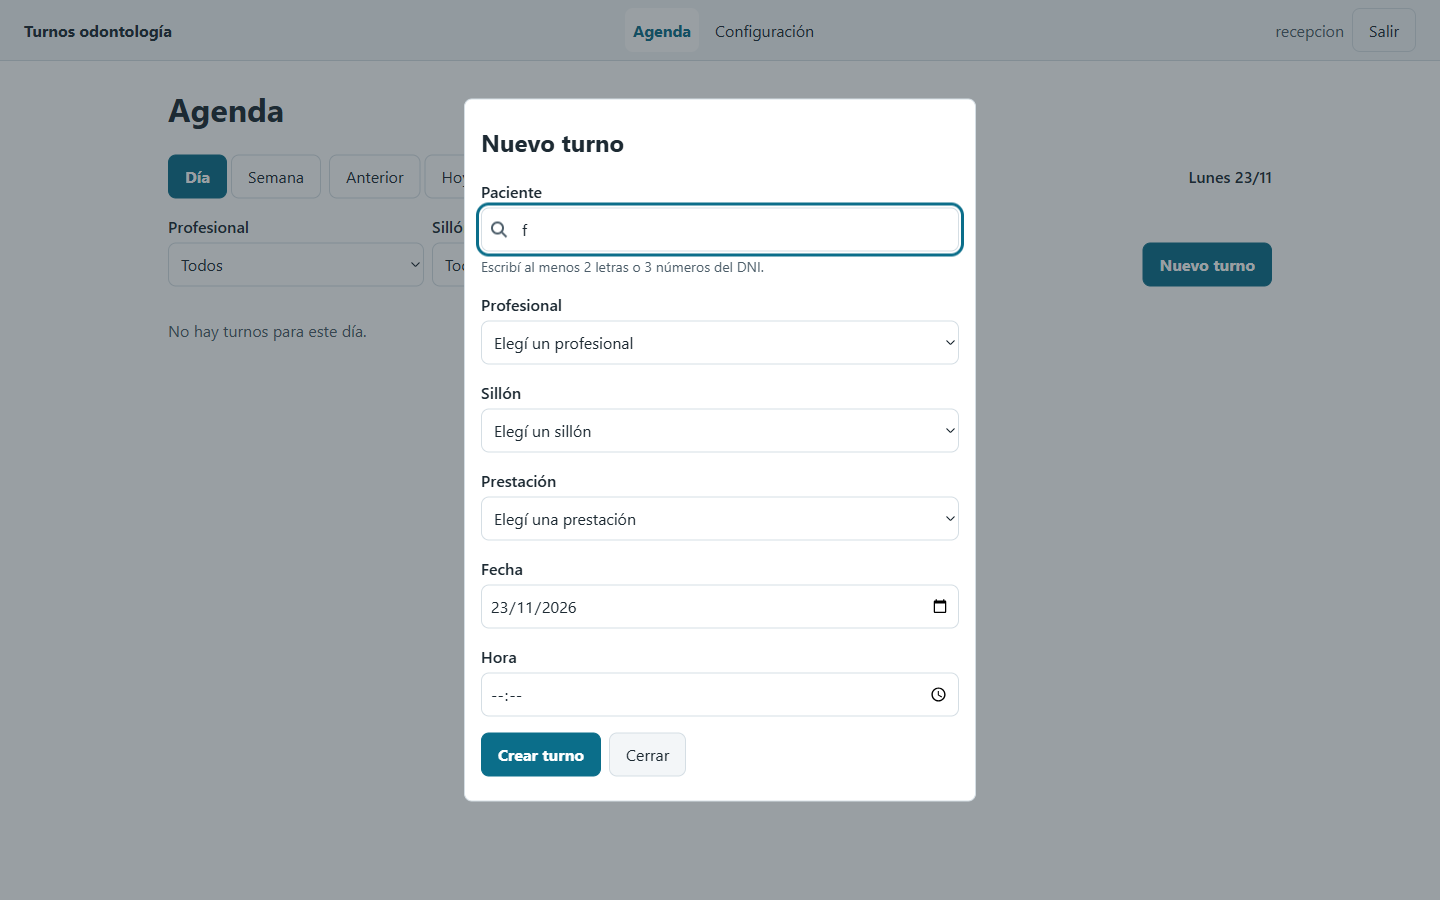 Turnos odontología
Agenda
Configuración
recepcion
Salir
Agenda
Día
Semana
Anterior
Lunes 23/11
Profesional
Todos
Nuevo turno
No hay turnos para este día.
Nuevo turno
Paciente
f
Escribí al menos 2 letras o 3 números del DNI.
Profesional
Elegí un profesional
Sillón
Elegí un sillón
Prestación
Elegí una prestación
Fecha
23/11/2026
Hora
--:--
Crear turno
Cerrar